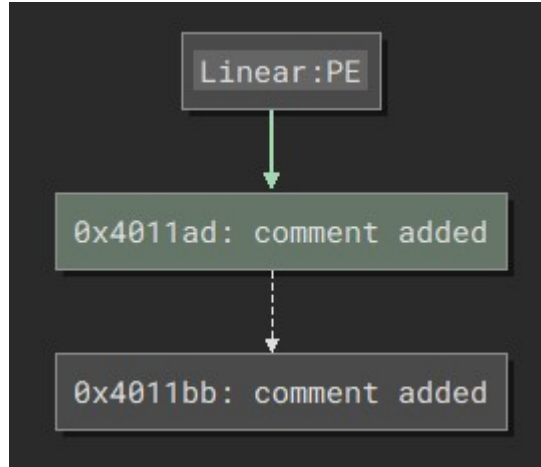 Linear:PE
0x4011ad: comment added
0x4011bb: comment added